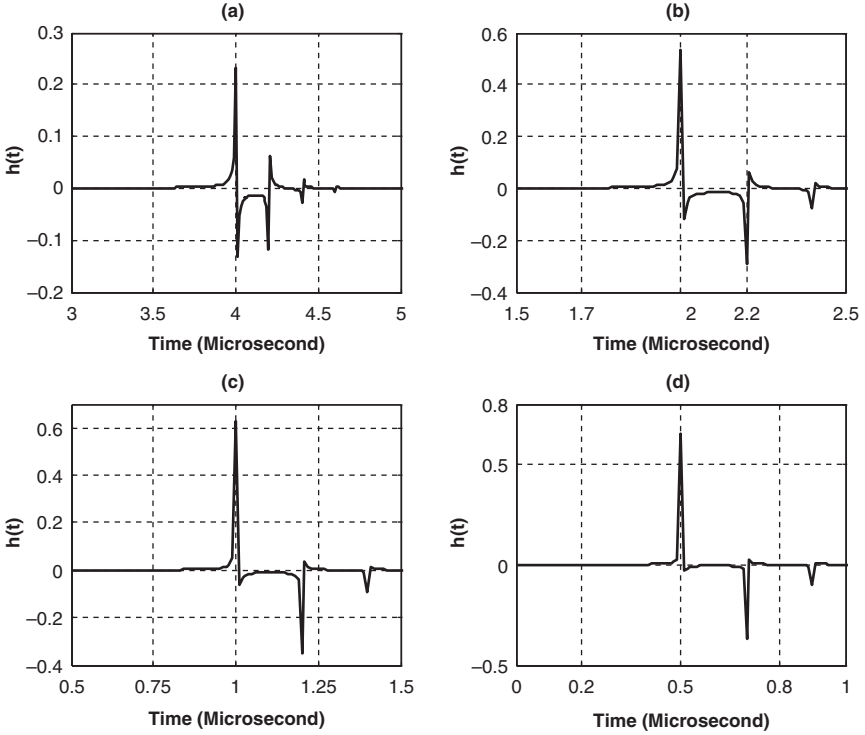 (a)
0.3
0.2
0.1
0
−0.1
−0.2
h(t)
3 3.5 4 4.5 5
Time (Microsecond)
(b)
0.6
0.4
0.2
0
−0.2
−0.4
h(t)
1.5 1.7 2 2.2 2.5
Time (Microsecond)
(c)
0.6
0.4
0.2
0
−0.2
−0.4
h(t)
0.5 0.75 1 1.25 1.5
Time (Microsecond)
(d)
0.8
0.5
0
−0.5
h(t)
0 0.2 0.5 0.8 1
Time (Microsecond)